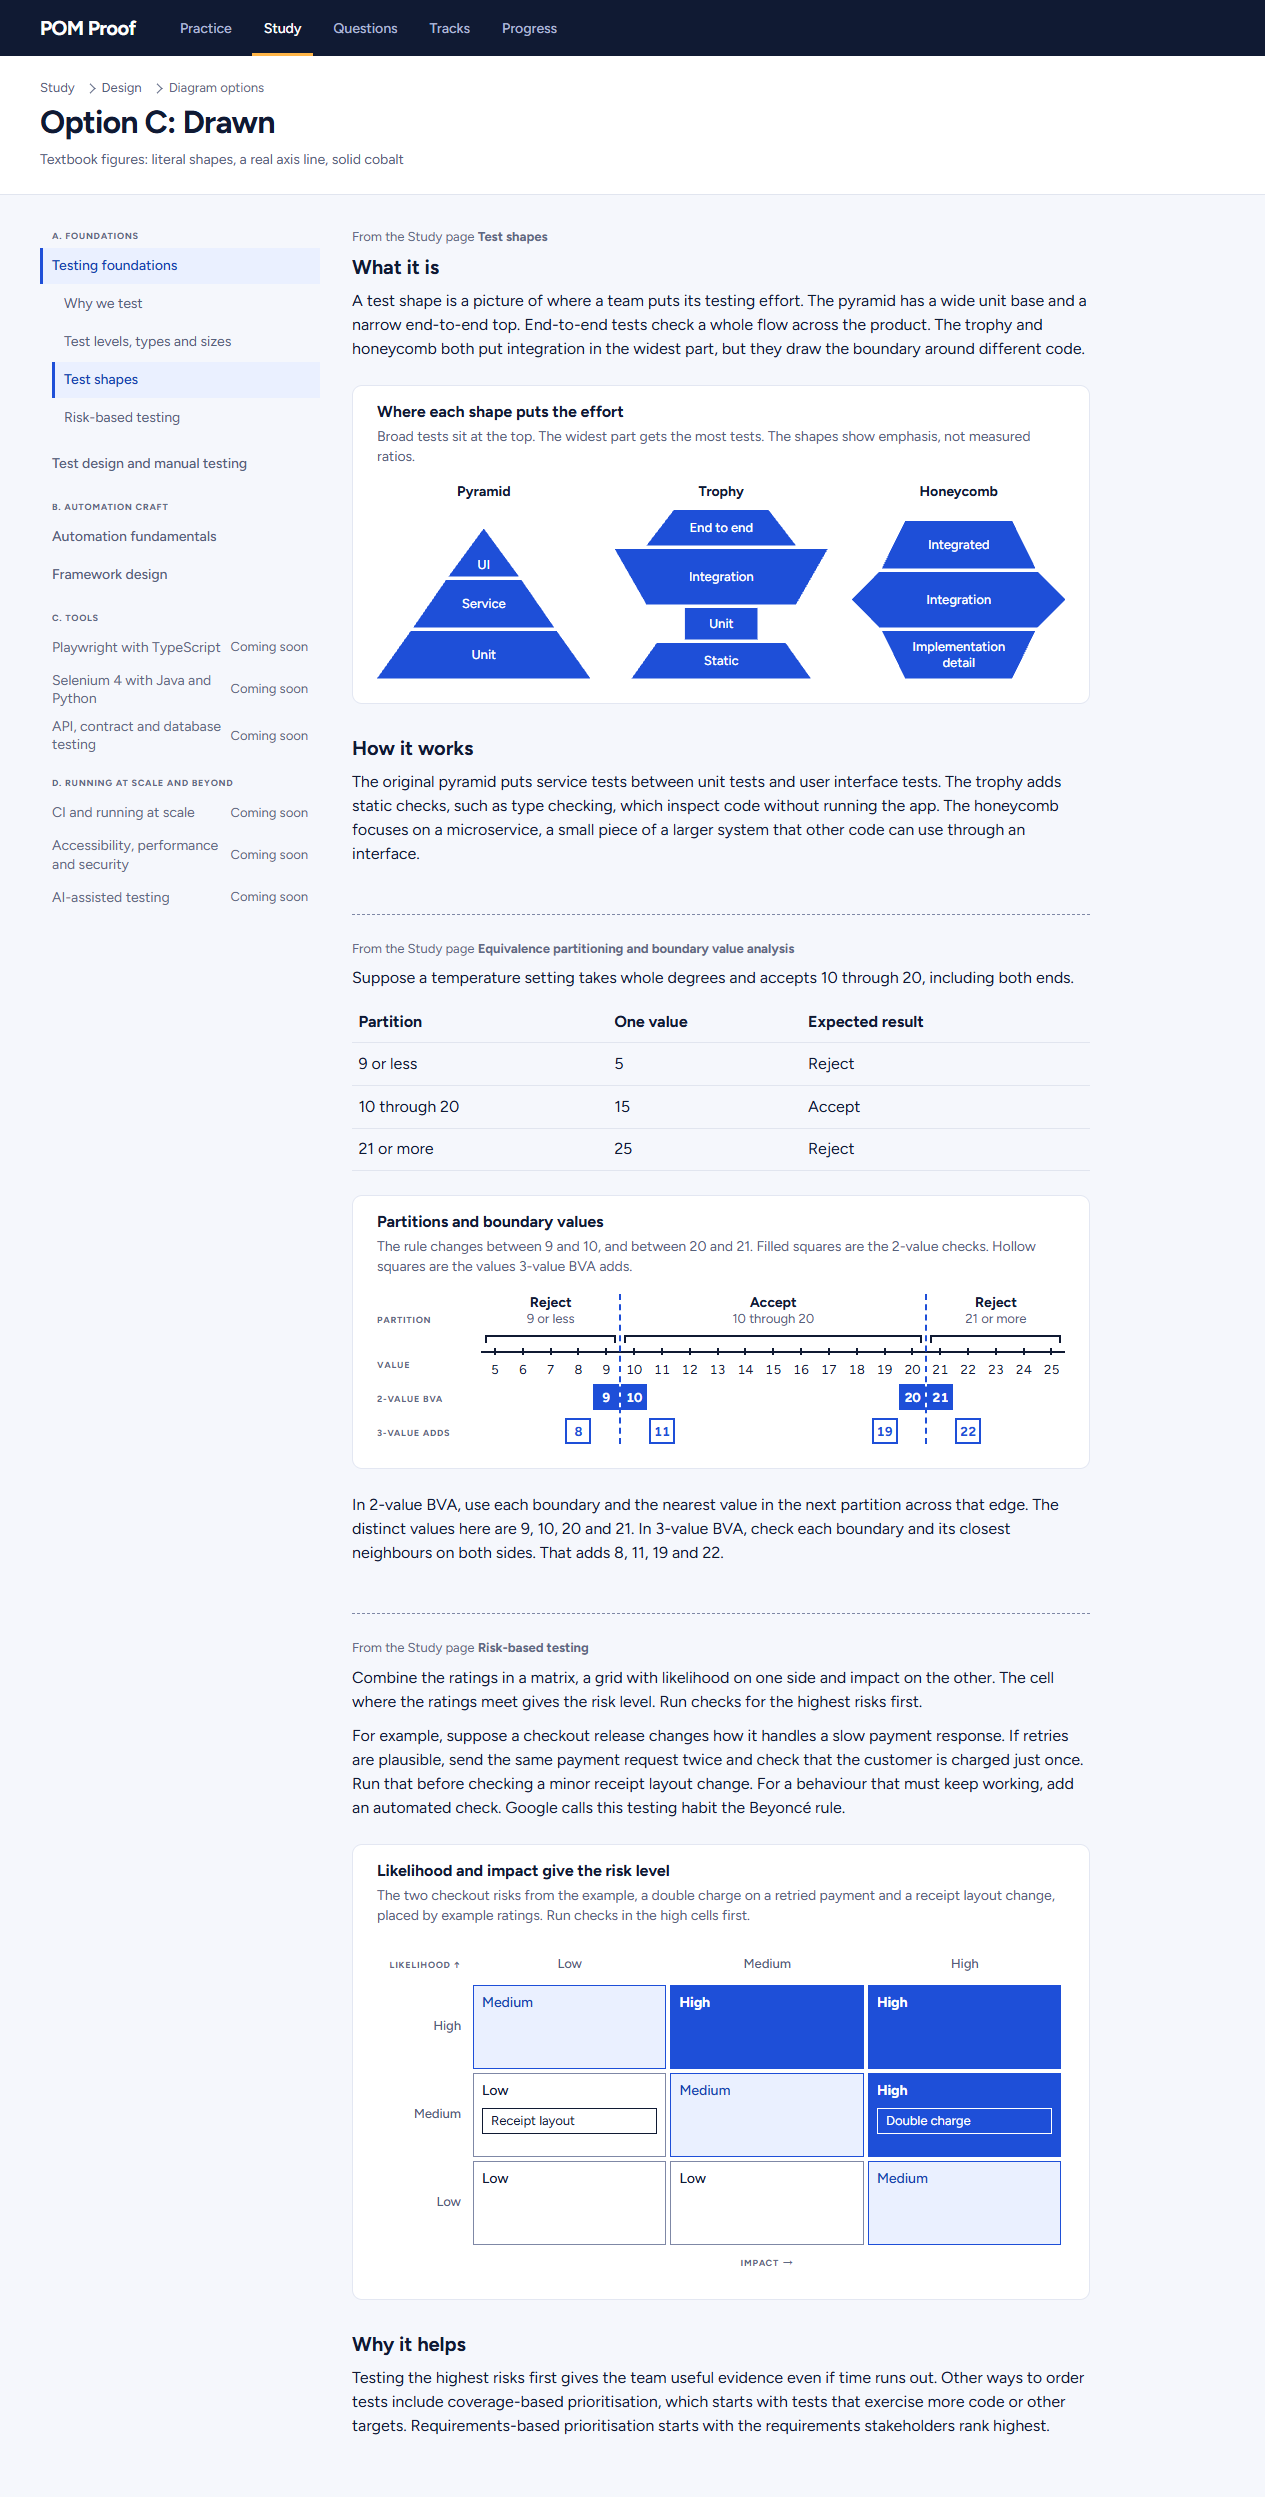 POM Proof
Practice
Study
Questions
Tracks
Progress
Study
Design
Diagram options
Option C: Drawn
Textbook figures: literal shapes, a real axis line, solid cobalt
A. FOUNDATIONS
Testing foundations
Why we test
Test levels, types and sizes
Test shapes
Risk-based testing
Test design and manual testing
B. AUTOMATION CRAFT
Automation fundamentals
Framework design
C. TOOLS
Playwright with TypeScript Coming soon
Selenium 4 with Java and
Python
Coming soon
API, contract and database
testing
Coming soon
D. RUNNING AT SCALE AND BEYOND
CI and running at scale Coming soon
Accessibility, performance
and security
Coming soon
AI-assisted testing Coming soon
From the Study page Test shapes
What it is
A test shape is a picture of where a team puts its testing effort. The pyramid has a wide unit base and a
narrow end-to-end top. End-to-end tests check a whole flow across the product. The trophy and
honeycomb both put integration in the widest part, but they draw the boundary around different code.
Where each shape puts the effort
Broad tests sit at the top. The widest part gets the most tests. The shapes show emphasis, not measured
ratios.
Pyramid
UI
Service
Unit
Trophy
End to end
Integration
Unit
Static
Honeycomb
Integrated
Integration
Implementation
detail
How it works
The original pyramid puts service tests between unit tests and user interface tests. The trophy adds
static checks, such as type checking, which inspect code without running the app. The honeycomb
focuses on a microservice, a small piece of a larger system that other code can use through an
interface.
From the Study page Equivalence partitioning and boundary value analysis
Suppose a temperature setting takes whole degrees and accepts 10 through 20, including both ends.
Partition One value Expected result
9 or less 5 Reject
10 through 20 15 Accept
21 or more 25 Reject
Partitions and boundary values
The rule changes between 9 and 10, and between 20 and 21. Filled squares are the 2-value checks. Hollow
squares are the values 3-value BVA adds.
Reject Accept Reject
PARTITION 9 or less 10 through 20 21 or more
VALUE 5 6 7 8 9 10 11 12 13 14 15 16 17 18 19 20 21 22 23 24 25
2-VALUE BVA 9 10 20 21
3-VALUE ADDS 8 11 19 22
In 2-value BVA, use each boundary and the nearest value in the next partition across that edge. The
distinct values here are 9, 10, 20 and 21. In 3-value BVA, check each boundary and its closest
neighbours on both sides. That adds 8, 11, 19 and 22.
From the Study page Risk-based testing
Combine the ratings in a matrix, a grid with likelihood on one side and impact on the other. The cell
where the ratings meet gives the risk level. Run checks for the highest risks first.
For example, suppose a checkout release changes how it handles a slow payment response. If retries
are plausible, send the same payment request twice and check that the customer is charged just once.
Run that before checking a minor receipt layout change. For a behaviour that must keep working, add
an automated check. Google calls this testing habit the Beyoncé rule.
Likelihood and impact give the risk level
The two checkout risks from the example, a double charge on a retried payment and a receipt layout change,
placed by example ratings. Run checks in the high cells first.
LIKELIHOOD ↑ Low Medium High
High Medium High High
Medium Low Medium High
Receipt layout Double charge
Low Low Low Medium
IMPACT →
Why it helps
Testing the highest risks first gives the team useful evidence even if time runs out. Other ways to order
tests include coverage-based prioritisation, which starts with tests that exercise more code or other
targets. Requirements-based prioritisation starts with the requirements stakeholders rank highest.